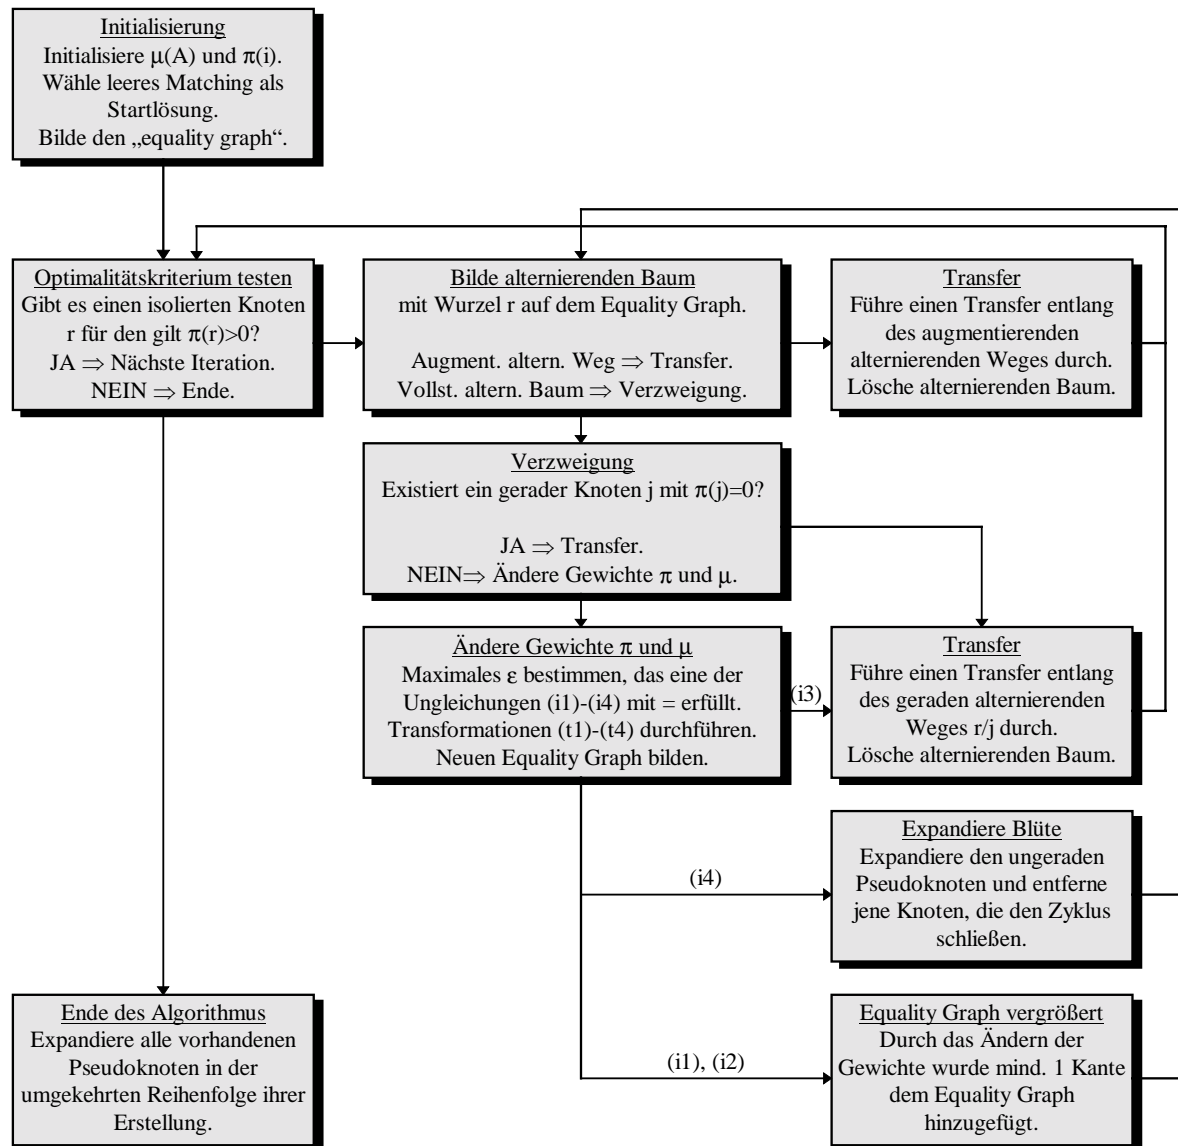 Initialisierung
Initialisiere μ(A) und π(i).
Wähle leeres Matching als
Startlösung.
Bilde den „equality graph“.
Optimalitätskriterium testen
Gibt es einen isolierten Knoten
r für den gilt π(r)>0?
JA ⇒ Nächste Iteration.
NEIN ⇒ Ende.
Bilde alternierenden Baum
mit Wurzel r auf dem Equality Graph.
Augment. altern. Weg ⇒ Transfer.
Vollst. altern. Baum ⇒ Verzweigung.
Transfer
Führe einen Transfer entlang
des augmentierenden
alternierenden Weges durch.
Lösche alternierenden Baum.
Verzweigung
Existiert ein gerader Knoten j mit π(j)=0?
JA ⇒ Transfer.
NEIN⇒ Ändere Gewichte π und μ.
Ändere Gewichte π und μ
Maximales ε bestimmen, das eine der
Ungleichungen (i1)-(i4) mit = erfüllt.
Transformationen (t1)-(t4) durchführen.
Neuen Equality Graph bilden.
(i3)
Transfer
Führe einen Transfer entlang
des geraden alternierenden
Weges r/j durch.
Lösche alternierenden Baum.
(i4)
Expandiere Blüte
Expandiere den ungeraden
Pseudoknoten und entferne
jene Knoten, die den Zyklus
schließen.
Ende des Algorithmus
Expandiere alle vorhandenen
Pseudoknoten in der
umgekehrten Reihenfolge ihrer
Erstellung.
(i1), (i2)
Equality Graph vergrößert
Durch das Ändern der
Gewichte wurde mind. 1 Kante
dem Equality Graph
hinzugefügt.